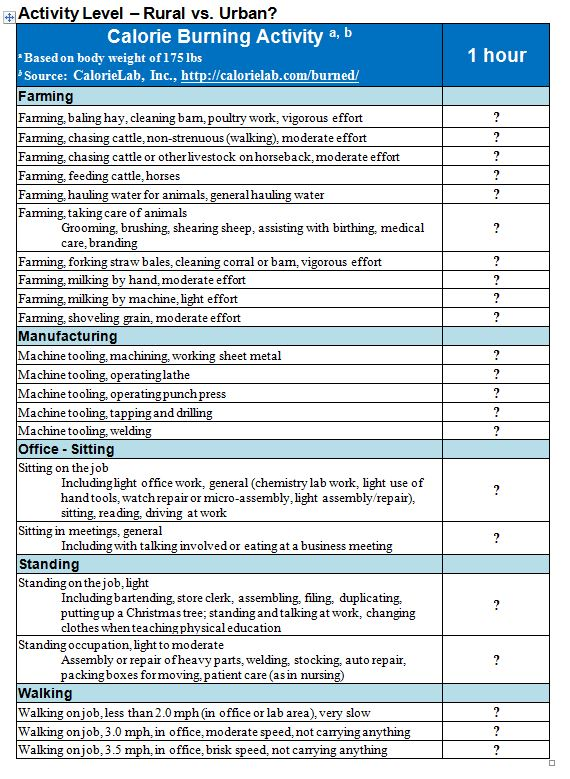 Activity Level – Rural vs. Urban?
Calorie Burning Activity a, b
a Based on body weight of 175 lbs
b Source: CalorieLab, Inc., http://calorielab.com/burned/
1 hour
Farming
Farming, baling hay, cleaning barn, poultry work, vigorous effort ?
Farming, chasing cattle, non-strenuous (walking), moderate effort ?
Farming, chasing cattle or other livestock on horseback, moderate effort ?
Farming, feeding cattle, horses ?
Farming, hauling water for animals, general hauling water ?
Farming, taking care of animals
Grooming, brushing, shearing sheep, assisting with birthing, medical ?
care, branding
Farming, forking straw bales, cleaning corral or barn, vigorous effort ?
Farming, milking by hand, moderate effort ?
Farming, milking by machine, light effort ?
Farming, shoveling grain, moderate effort ?
Manufacturing
Machine tooling, machining, working sheet metal ?
Machine tooling, operating lathe ?
Machine tooling, operating punch press ?
Machine tooling, tapping and drilling ?
Machine tooling, welding ?
Office - Sitting
Sitting on the job
Including light office work, general (chemistry lab work, light use of
hand tools, watch repair or micro-assembly, light assembly/repair), ?
sitting, reading, driving at work
Sitting in meetings, general ?
Including with talking involved or eating at a business meeting
Standing
Standing on the job, light
Including bartending, store clerk, assembling, filing, duplicating,
putting up a Christmas tree; standing and talking at work, changing ?
clothes when teaching physical education
Standing occupation, light to moderate
Assembly or repair of heavy parts, welding, stocking, auto repair, ?
packing boxes for moving, patient care (as in nursing)
Walking
Walking on job, less than 2.0 mph (in office or lab area), very slow ?
Walking on job, 3.0 mph, in office, moderate speed, not carrying anything ?
Walking on job, 3.5 mph, in office, brisk speed, not carrying anything ?